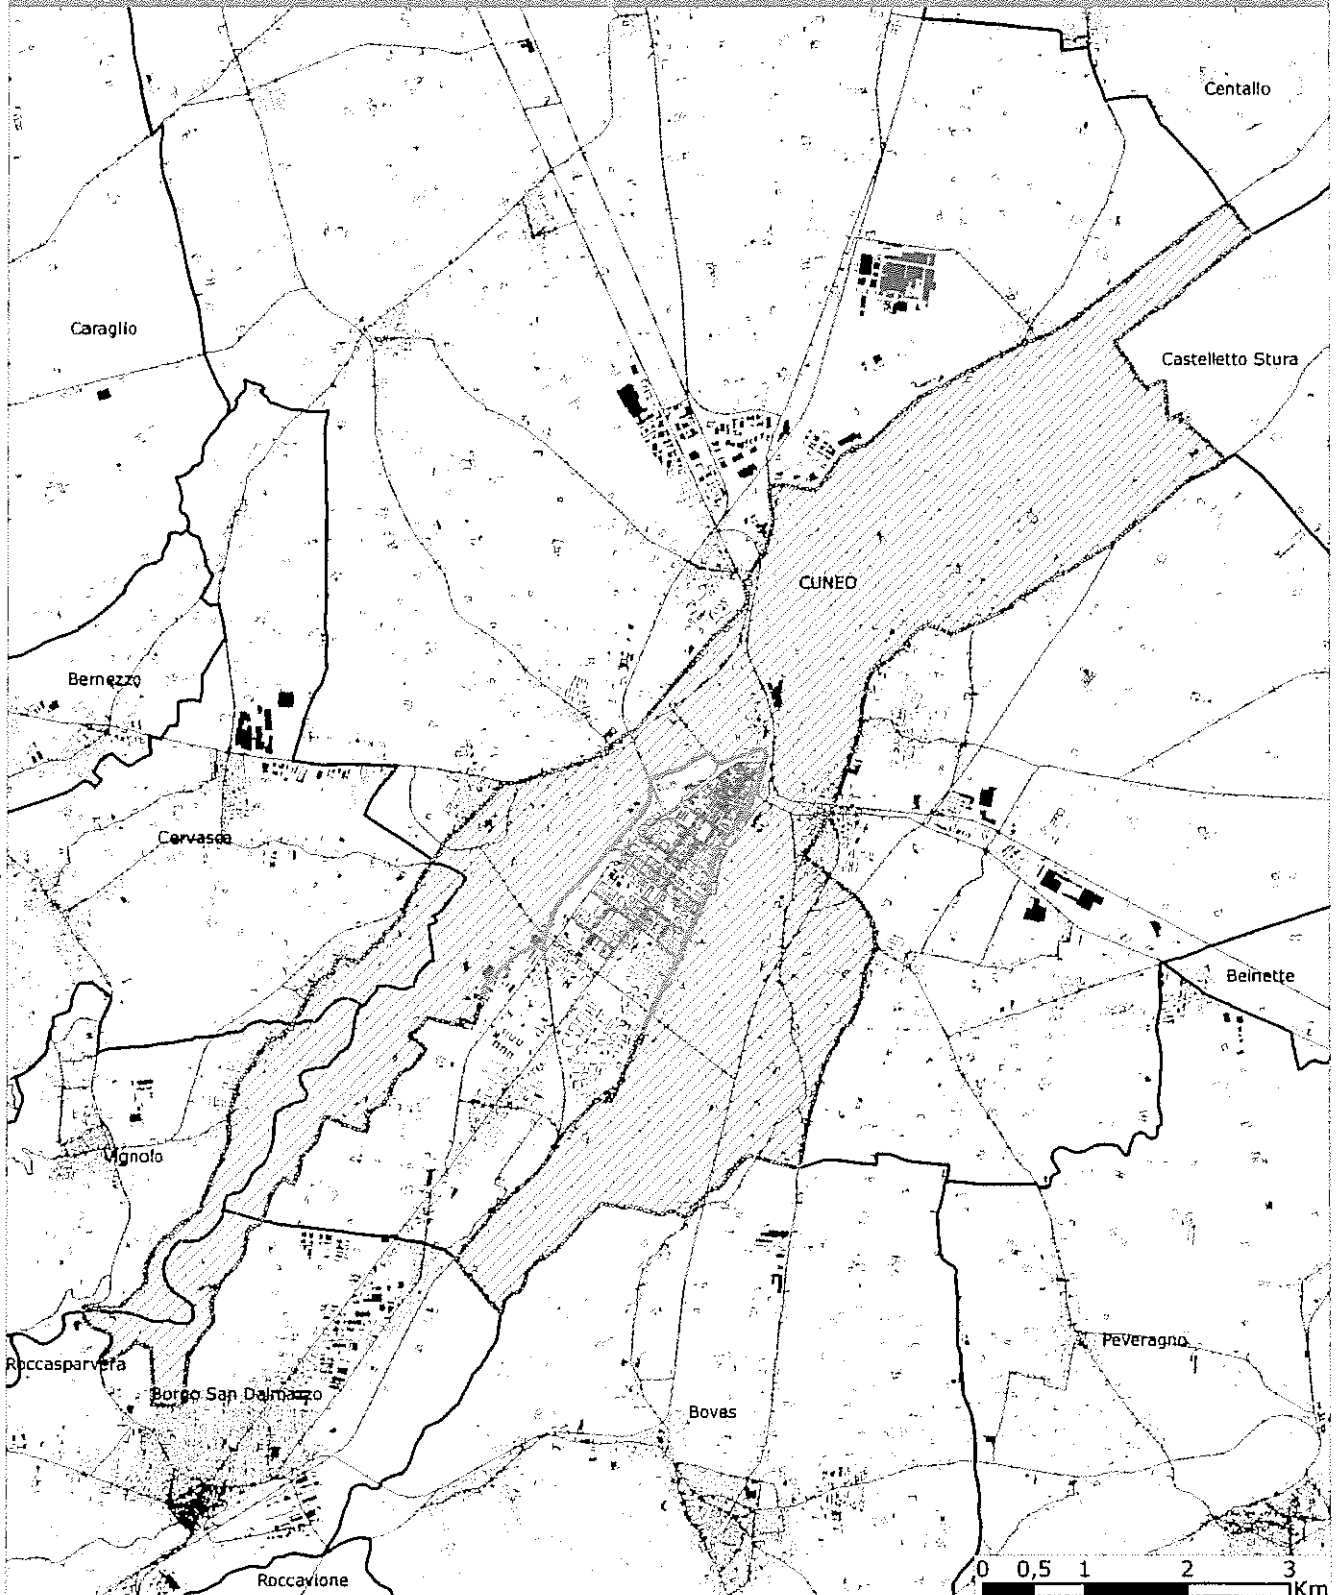 Centallo
Caraglio
Castelletto Stura
CUNEO
Bernezzo
Cervasca
Beinette
Vignolo
Peveragno
Roccasparvera
Borgo San Dalmazzo
Boves
0 0,5 1 2 3
Km
Roccavione